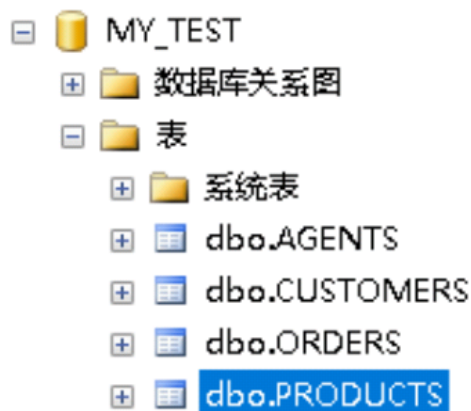 MY_TEST
数据库关系图
表
系统表
dbo.AGENTS
dbo.CUSTOMERS
dbo.ORDERS
dbo.PRODUCTS